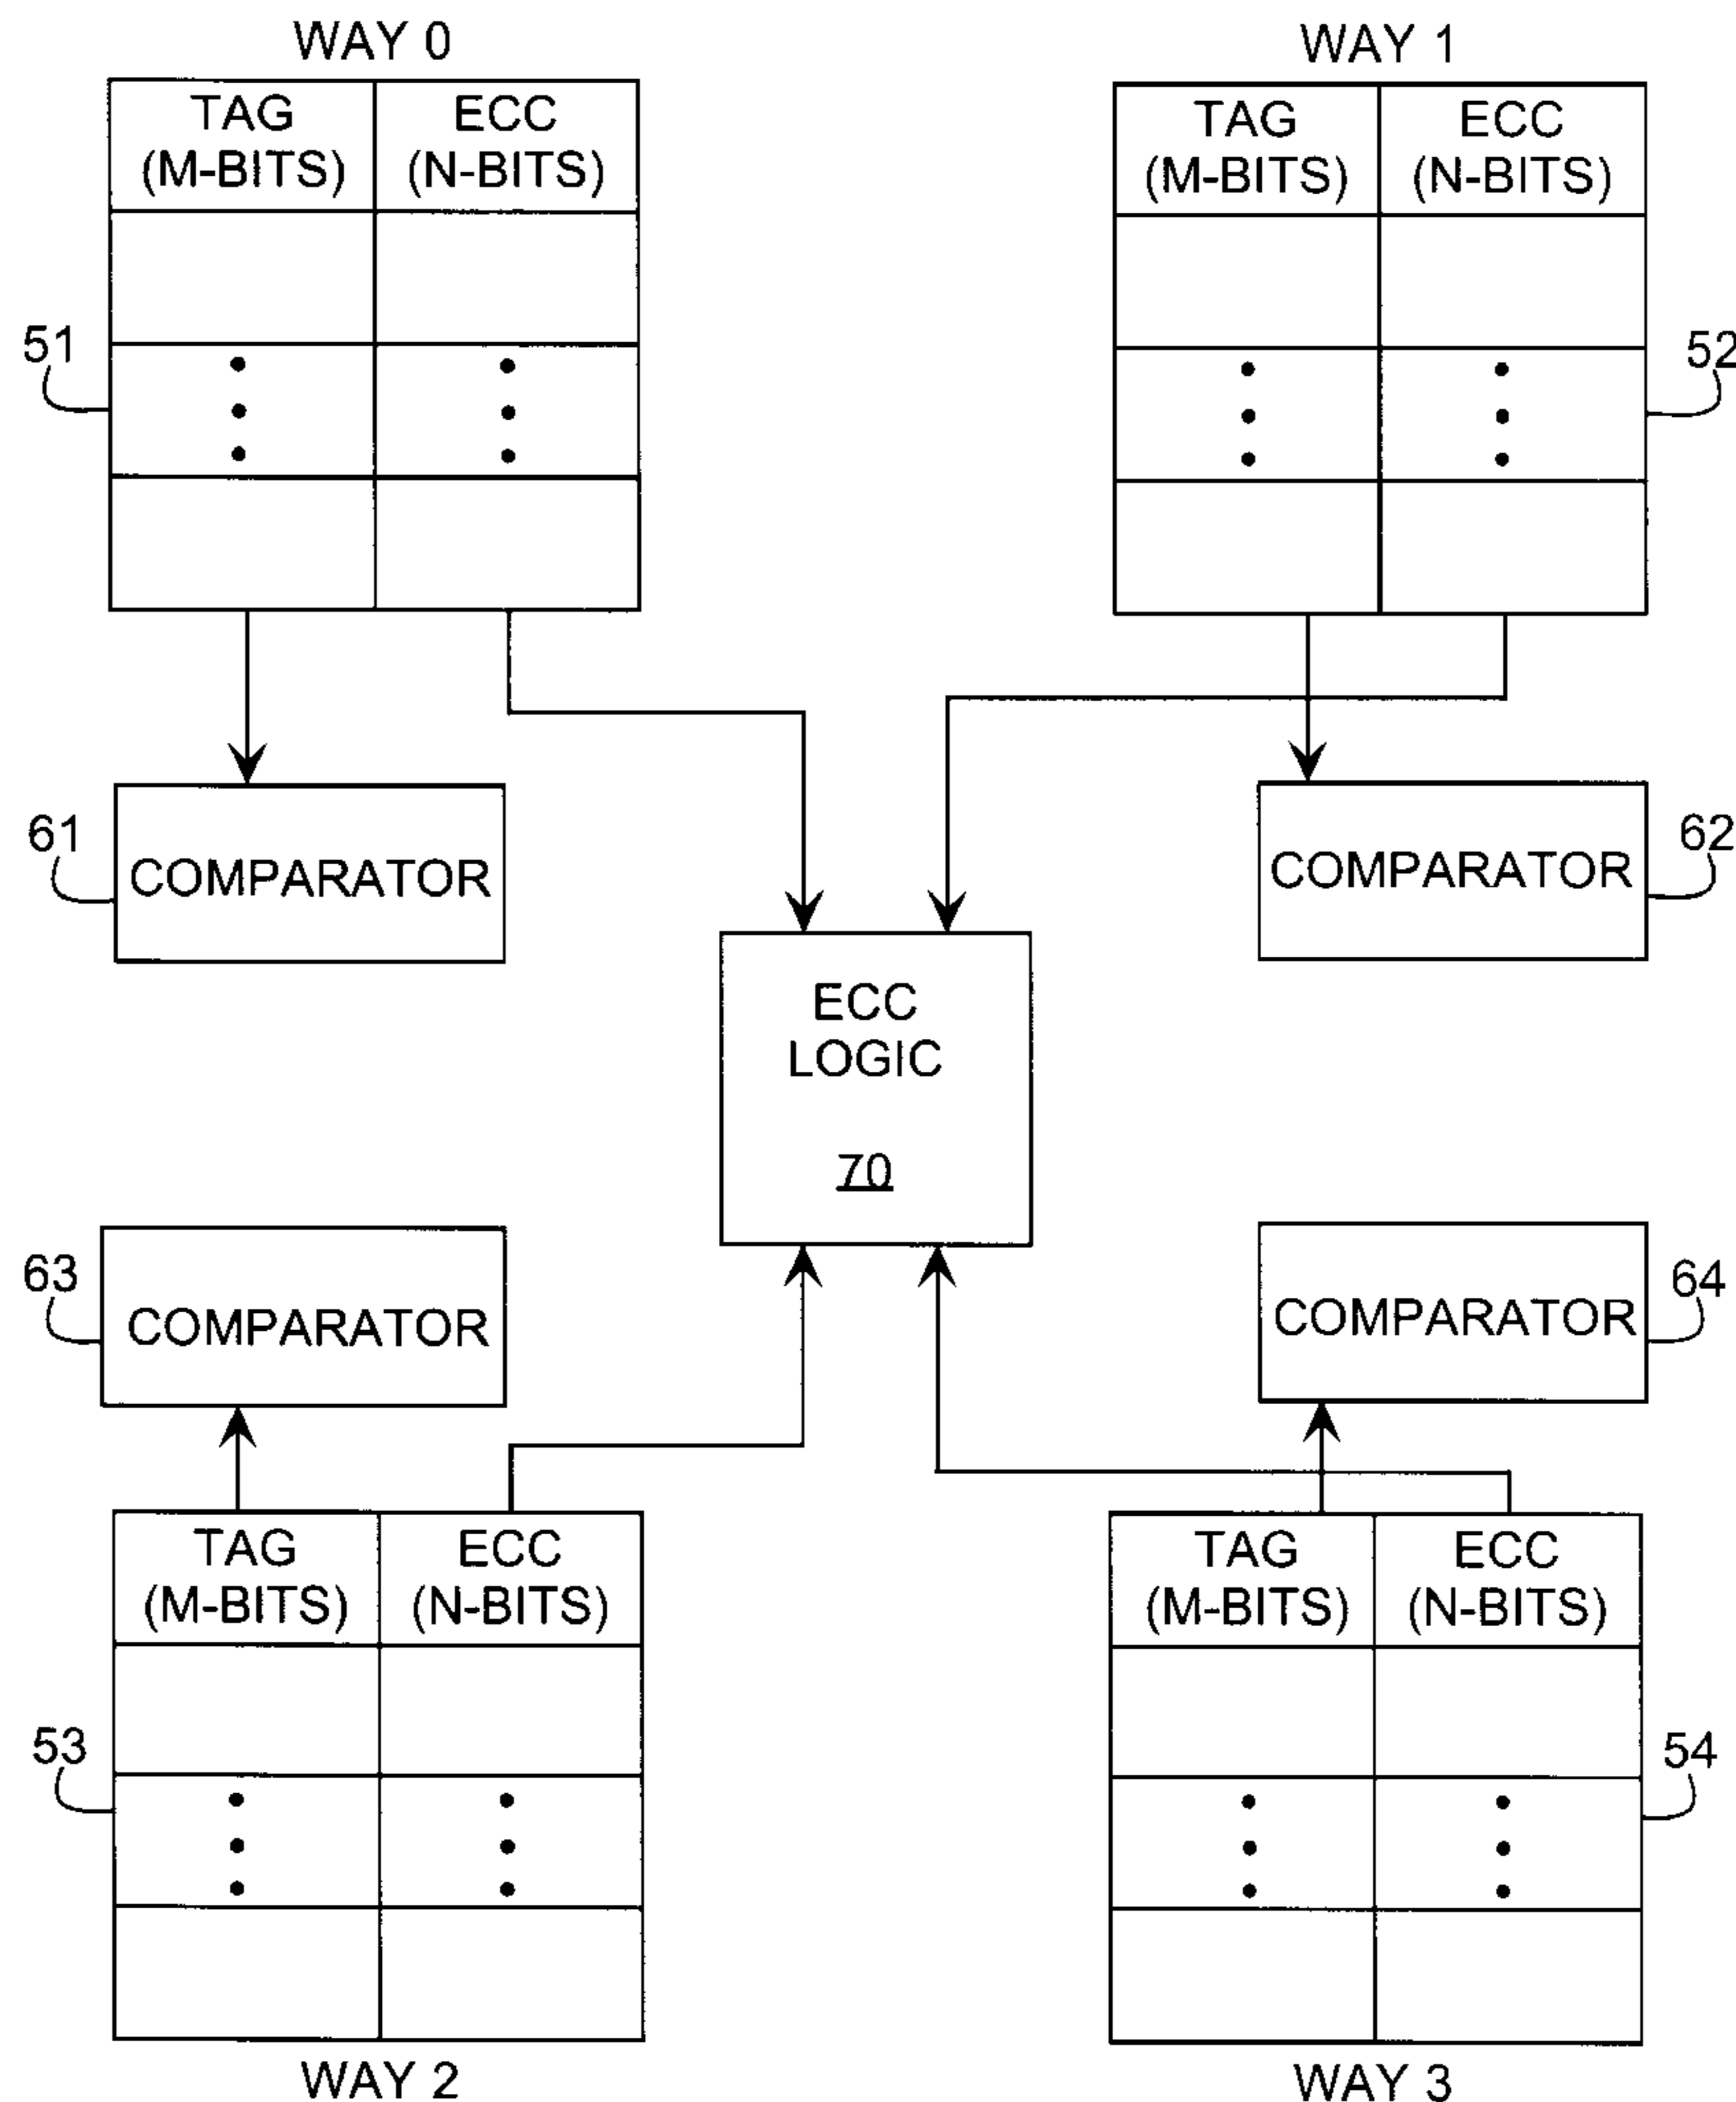 WAY 0
TAG
(M-BITS)
ECC
(N-BITS)
51
WAY 1
TAG
(M-BITS)
ECC
(N-BITS)
52
61
COMPARATOR
62
COMPARATOR
ECC
LOGIC
70
63
COMPARATOR
64
COMPARATOR
TAG
(M-BITS)
ECC
(N-BITS)
53
WAY 2
TAG
(M-BITS)
ECC
(N-BITS)
54
WAY 3